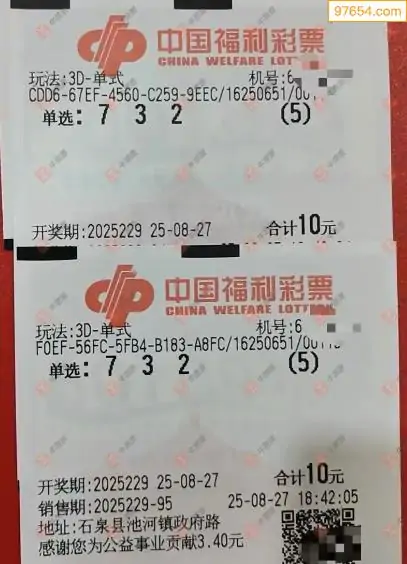 97654.com
中国福利彩票
CHINA WELFARE LOT
玩法:3D-单式 机号:6
CDD6-67EF-4560-C259-9EEC/16250651/00
单选: 7 3 2 (5)
开奖期:2025229 25-08-27 合计10元
中国福利彩票
CHINA WELFARE LOTTERY
玩法:3D-单式 机号:6
F0EF-56FC-5FB4-B183-A8FC/16250651/001
单选: 7 3 2 (5)
开奖期:2025229 25-08-27 合计10元
销售期:2025229-95 25-08-27 18:42:05
地址:石泉县池河镇政府路
感谢您为公益事业贡献3.40元